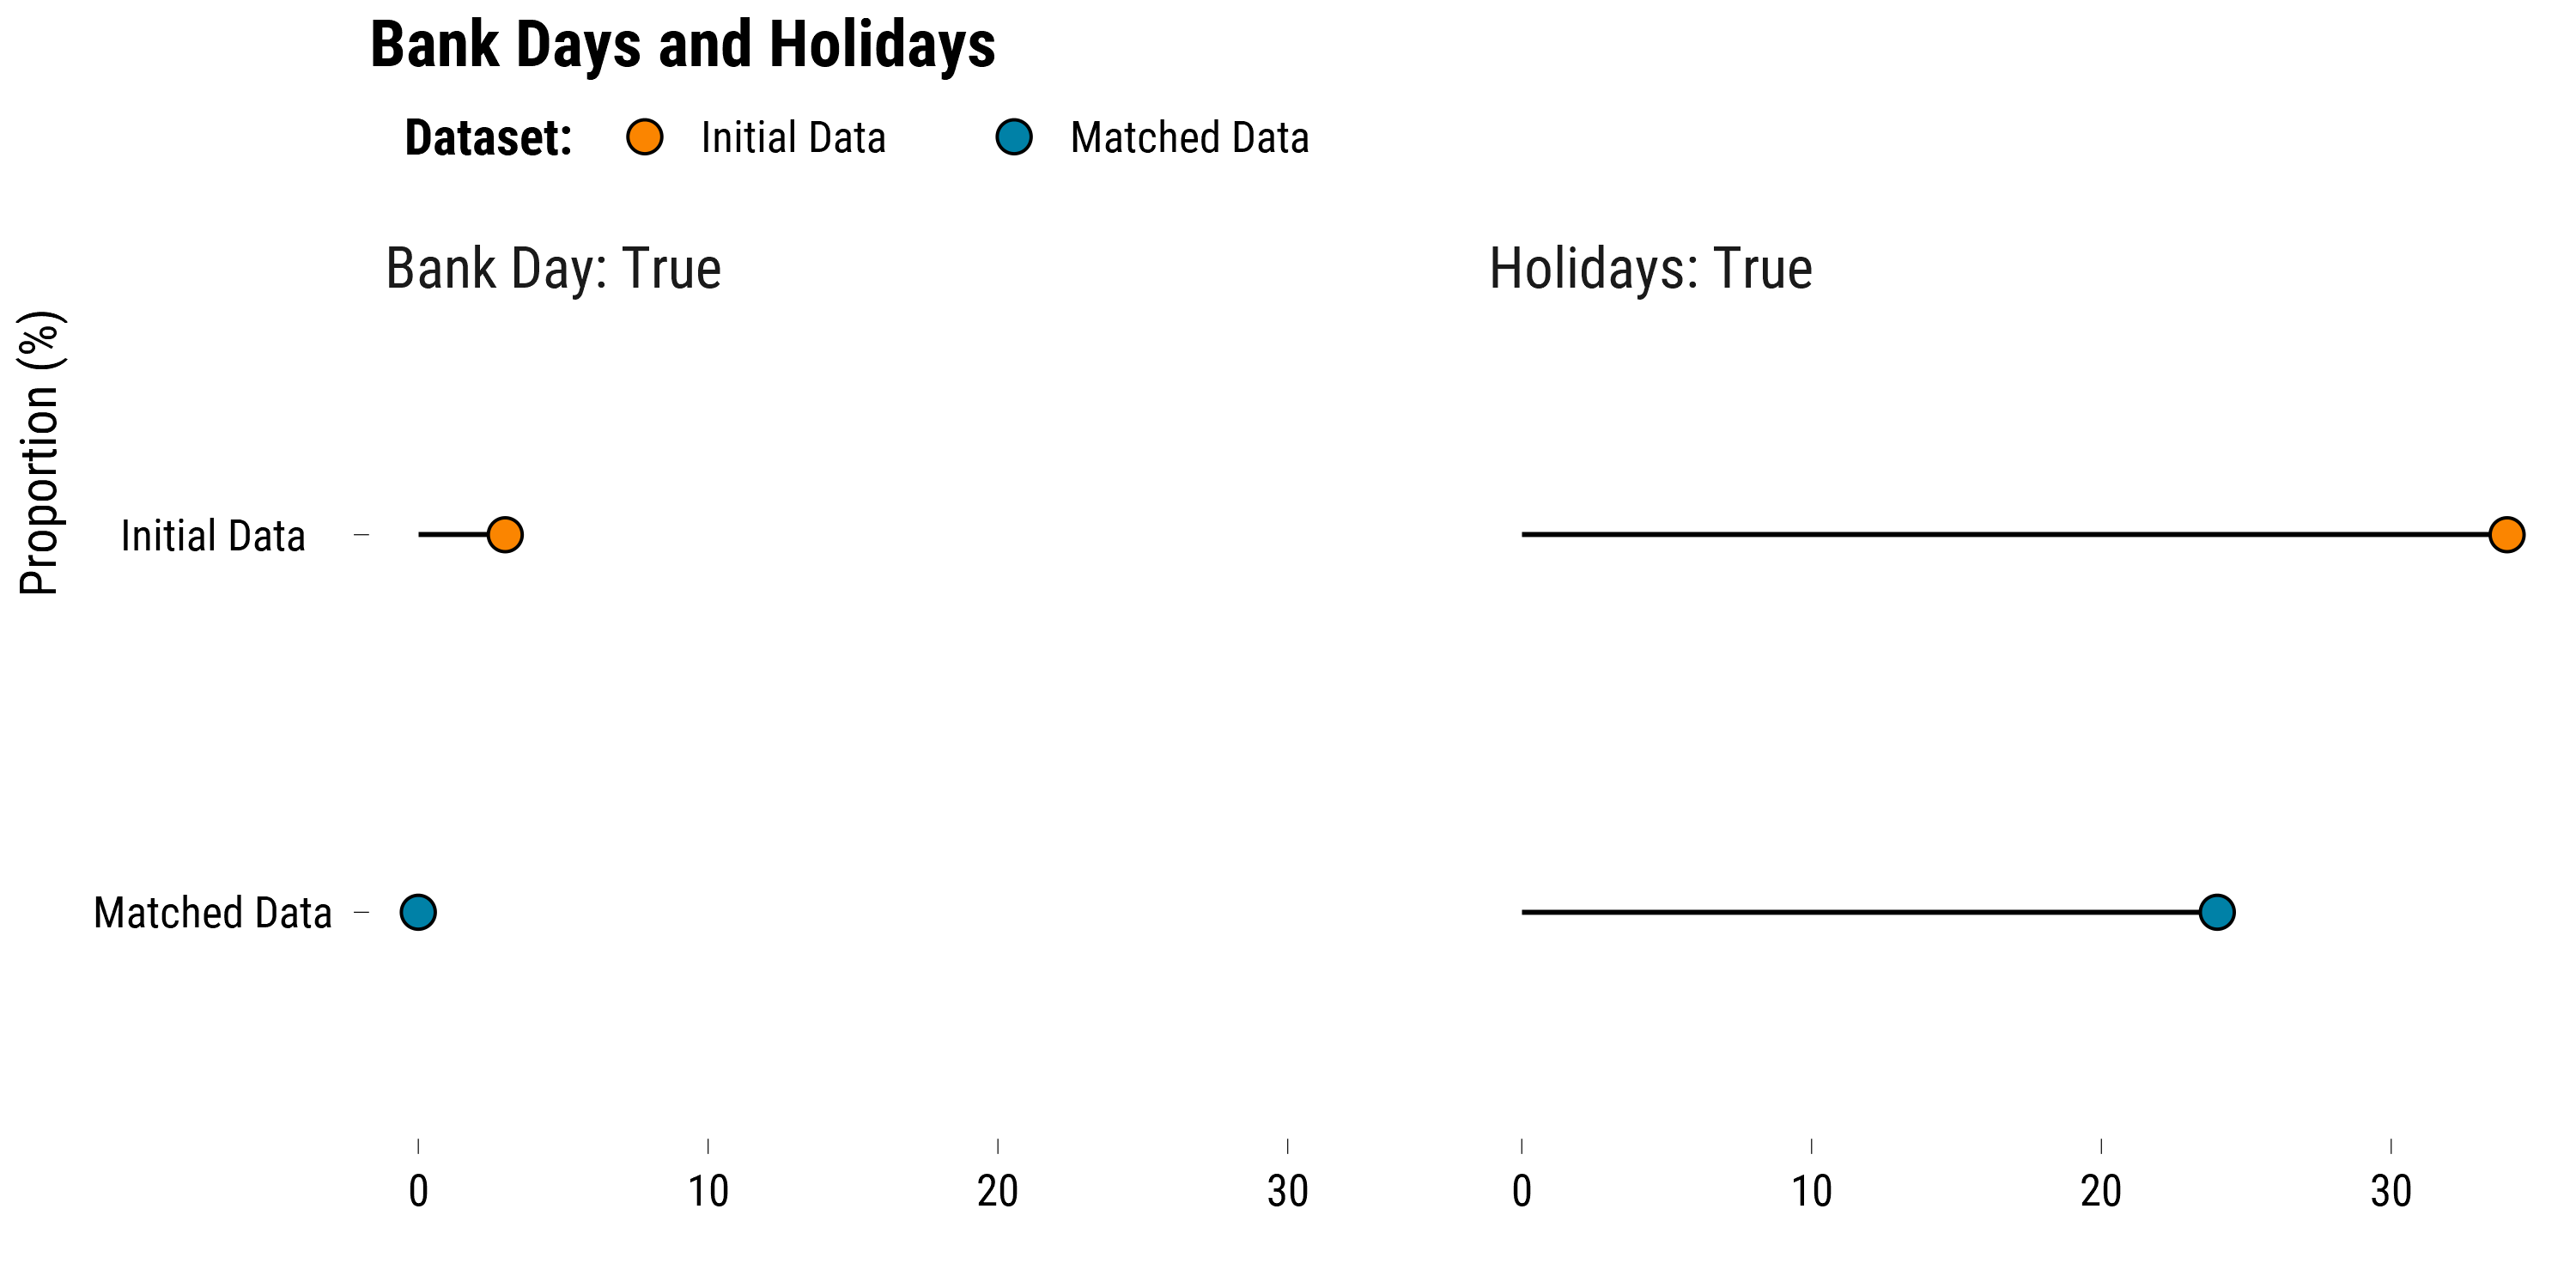 Bank Days and Holidays
Dataset: Initial Data Matched Data
Bank Day: True Holidays: True
Proportion (%)
Initial Data
Matched Data
0 10 20 30 0 10 20 30